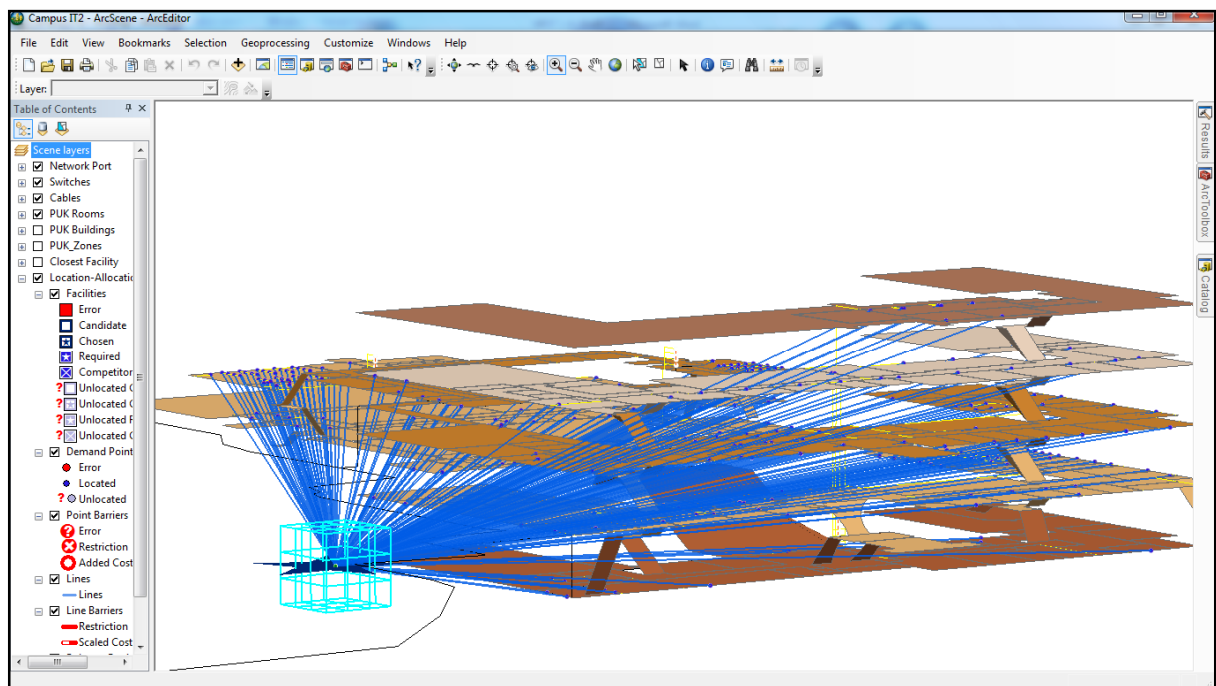 Campus IT2 - ArcScene - ArcEditor
File Edit View Bookmarks Selection Geoprocessing Customize Windows Help
Layer:
Table of Contents
Scene layers
Network Port
Switches
Cables
PUK Rooms
PUK Buildings
PUK_Zones
Closest Facility
Location-Allocatio
Facilities
Error
Candidate
Chosen
Required
Competitor
Unlocated C
Unlocated C
Unlocated R
Unlocated C
Demand Point
Error
Located
Unlocated
Point Barriers
Error
Restriction
Added Cost
Lines
Lines
Line Barriers
Restriction
Scaled Cost
Results
ArcToolbox
Catalog